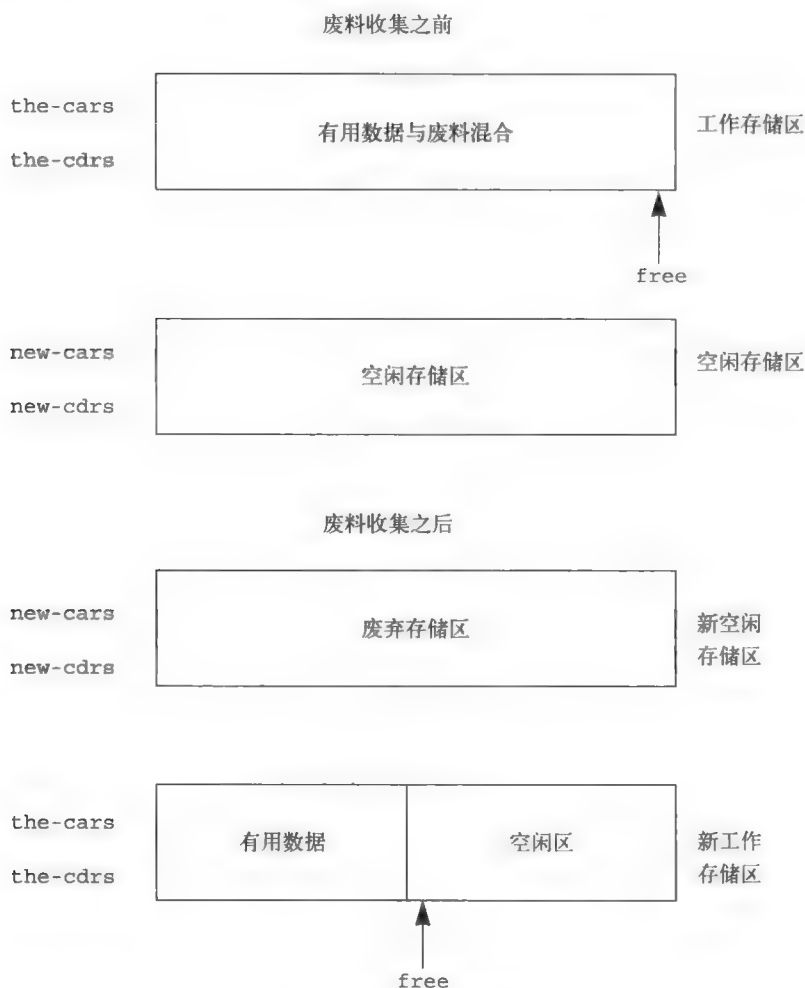 废料收集之前
the-cars
有用数据与废料混合
工作存储区
the-cdrs
free
new-cars
空闲存储区
空闲存储区
new-cdrs
废料收集之后
new-cars
废弃存储区
新空闲
存储区
new-cdrs
the-cars
有用数据
空闲区
新工作
存储区
the-cdrs
free